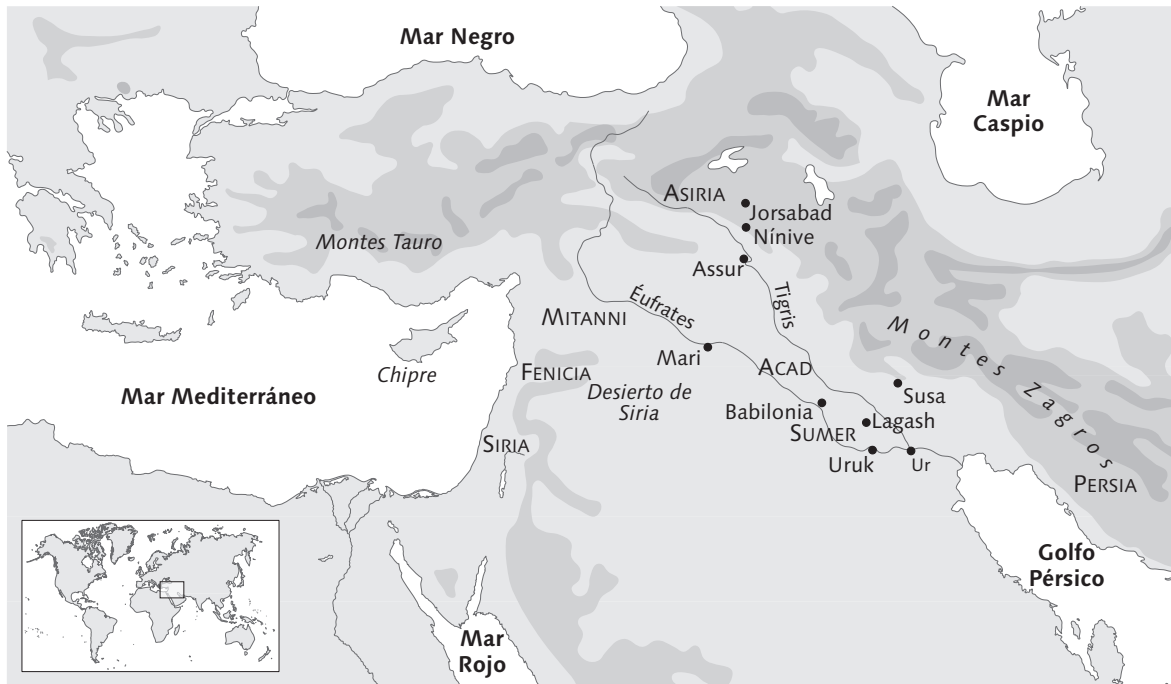 Mar Negro
Mar
Caspio
ASIRIA
Jorsabad
Nínive
Montes Tauro
Assur
Éufrates
Tigris
MITANNI
Montes Zagros
Mari
ACAD
Chipre
FENICIA
Mar Mediterráneo
Desierto de
Siria
Susa
Babilonia
Lagash
SUMER
SIRIA
Uruk
Ur
PERSIA
Golfo
Pérsico
Mar
Rojo